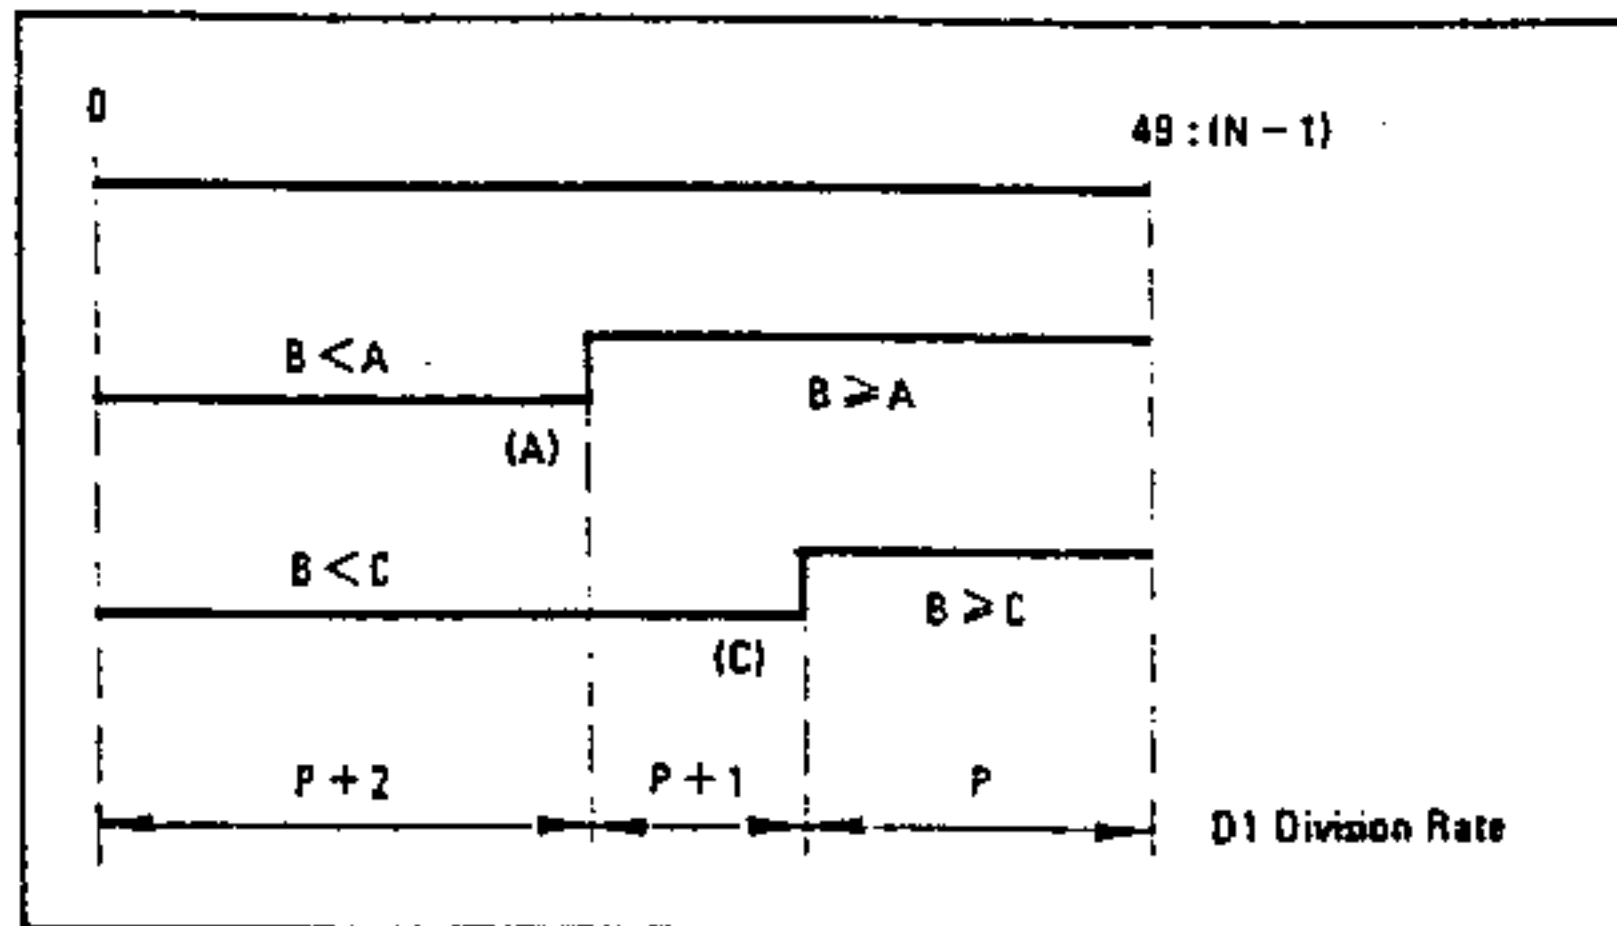 0
49 : (N − 1)
B < A
B ⩾ A
(A)
B < C
B ⩾ C
(C)
P + 2
P + 1
P
D1 Division Rate